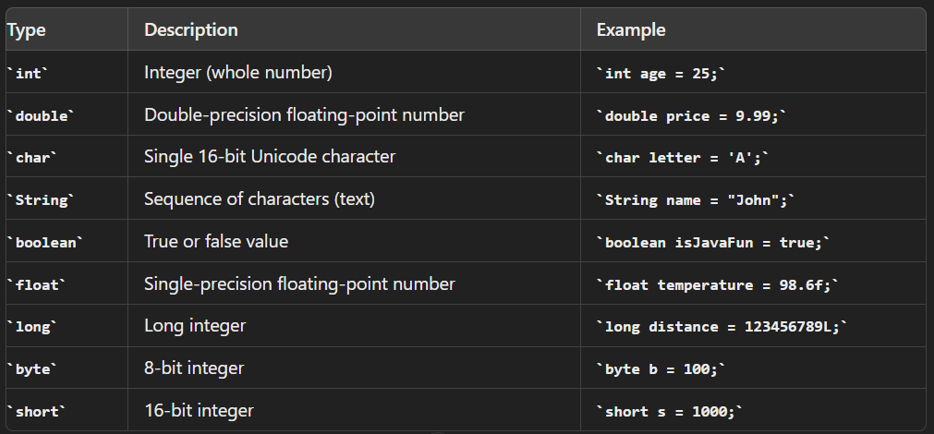 Type Description Example
`int` Integer (whole number) `int age = 25;`
`double` Double-precision floating-point number `double price = 9.99;`
`char` Single 16-bit Unicode character `char letter = 'A';`
`String` Sequence of characters (text) `String name = "John";`
`boolean` True or false value `boolean isJavaFun = true;`
`float` Single-precision floating-point number `float temperature = 98.6f;`
`long` Long integer `long distance = 123456789L;`
`byte` 8-bit integer `byte b = 100;`
`short` 16-bit integer `short s = 1000;`